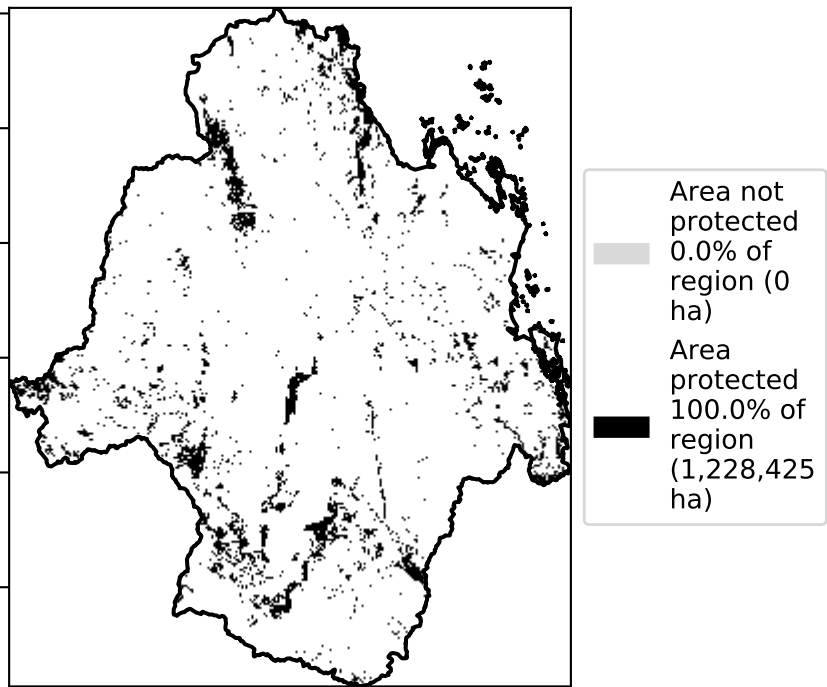 Area not
protected
0.0% of
region (0
ha)
Area
protected
100.0% of
region
(1,228,425
ha)